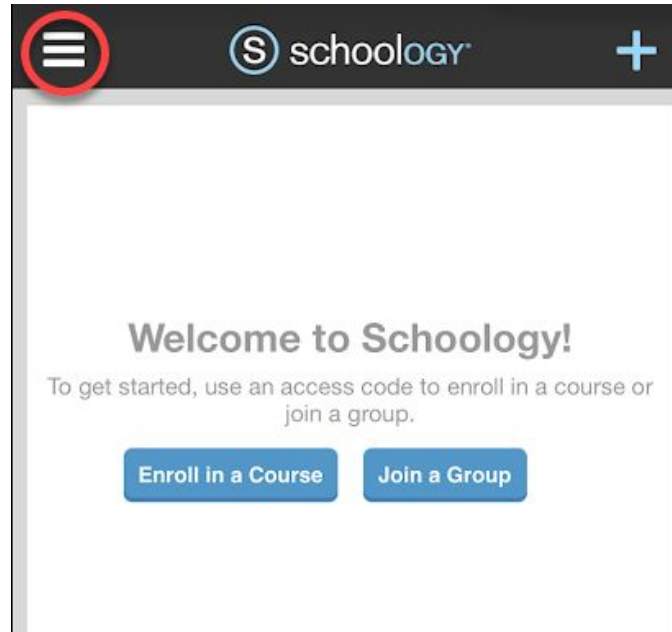 S schoology
Welcome to Schoology!
To get started, use an access code to enroll in a course or
join a group.
Enroll in a Course
Join a Group